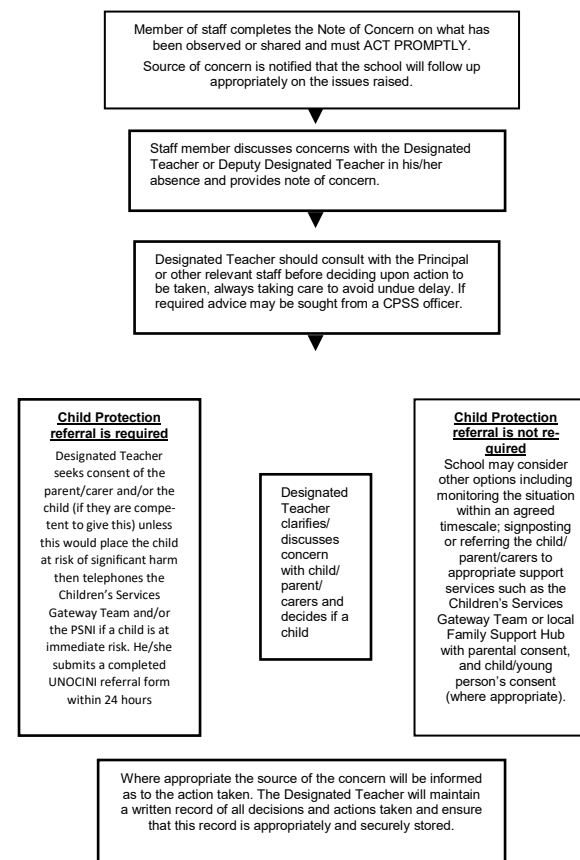 Member of staff completes the Note of Concern on what has
been observed or shared and must ACT PROMPTLY.
Source of concern is notified that the school will follow up
appropriately on the issues raised.
Staff member discusses concerns with the Designated
Teacher or Deputy Designated Teacher in his/her
absence and provides note of concern.
Designated Teacher should consult with the Principal
or other relevant staff before deciding upon action to
be taken, always taking care to avoid undue delay. If
required advice may be sought from a CPSS officer.
Child Protection
referral is required
Designated Teacher
seeks consent of the
parent/carer and/or the
child (if they are compe-
tent to give this) unless
this would place the child
at risk of significant harm
then telephones the
Children’s Services
Gateway Team and/or
the PSNI if a child is at
immediate risk. He/she
submits a completed
UNOCINI referral form
within 24 hours
Designated
Teacher
clarifies/
discusses
concern
with child/
parent/
carers and
decides if a
child
Child Protection
referral is not re-
quired
School may consider
other options including
monitoring the situation
within an agreed
timescale; signposting
or referring the child/
parent/carers to
appropriate support
services such as the
Children’s Services
Gateway Team or local
Family Support Hub
with parental consent,
and child/young
person’s consent
(where appropriate).
Where appropriate the source of the concern will be informed
as to the action taken. The Designated Teacher will maintain
a written record of all decisions and actions taken and ensure
that this record is appropriately and securely stored.